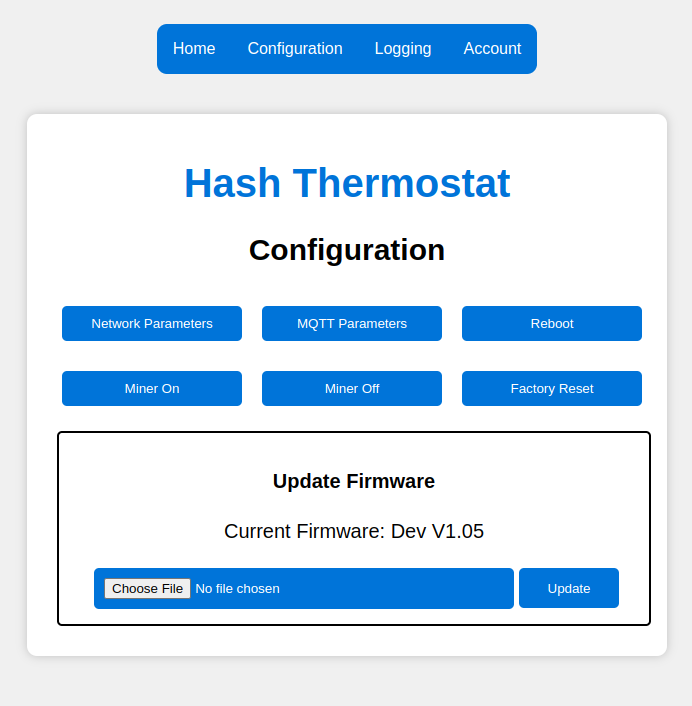 Home Configuration Logging Account
Hash Thermostat
Configuration
Network Parameters MQTT Parameters Reboot
Miner On Miner Off Factory Reset
Update Firmware
Current Firmware: Dev V1.05
Choose File No file chosen Update